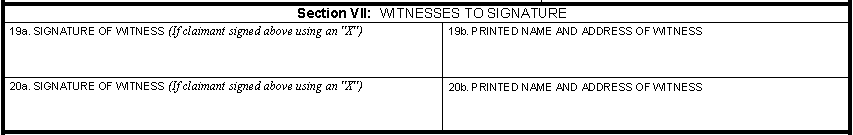 Section VII: WITNESSES TO SIGNATURE
19a. SIGNATURE OF WITNESS (If claimant signed above using an "X")
19b. PRINTED NAME AND ADDRESS OF WITNESS
20a. SIGNATURE OF WITNESS (If claimant signed above using an "X")
20b. PRINTED NAME AND ADDRESS OF WITNESS